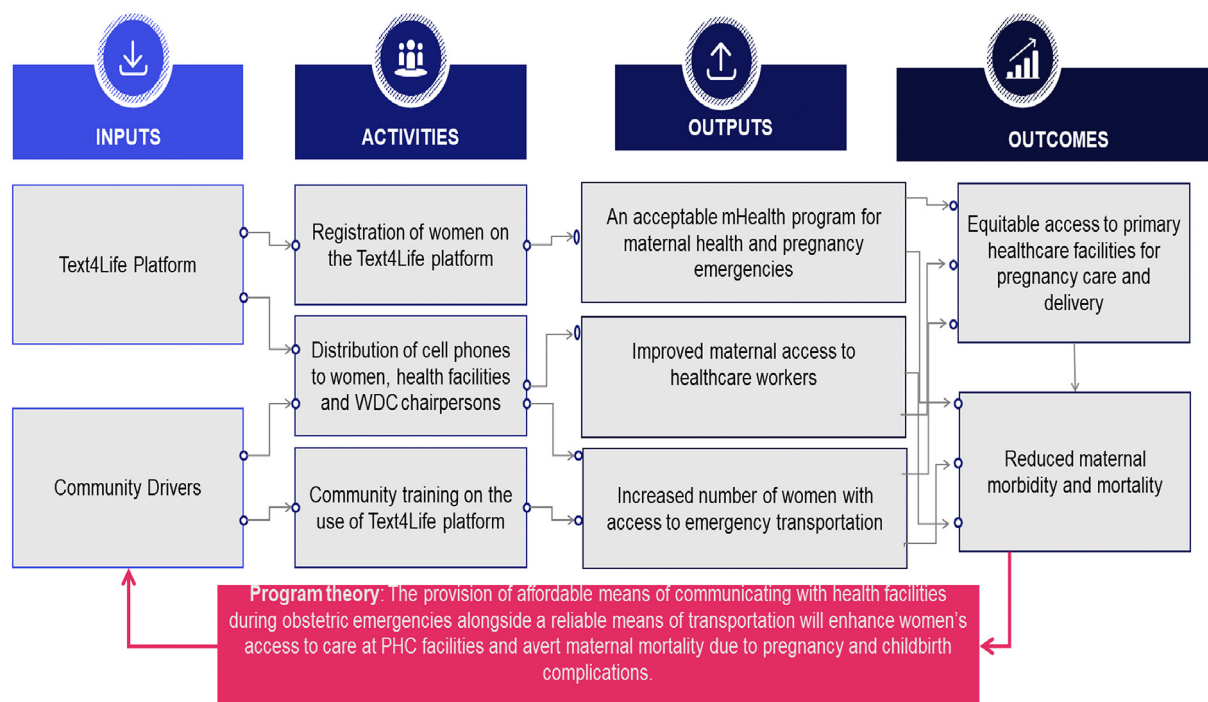 INPUTS
ACTIVITIES
OUTPUTS
OUTCOMES
Text4Life Platform
Community Drivers
Registration of women on
the Text4Life platform
Distribution of cell phones
to women, health facilities
and WDC chairpersons
Community training on the
use of Text4Life platform
An acceptable mHealth program for
maternal health and pregnancy
emergencies
Improved maternal access to
healthcare workers
Increased number of women with
access to emergency transportation
Equitable access to primary
healthcare facilities for
pregnancy care and
delivery
Reduced maternal
morbidity and mortality
Program theory: The provision of affordable means of communicating with health facilities
during obstetric emergencies alongside a reliable means of transportation will enhance women’s
access to care at PHC facilities and avert maternal mortality due to pregnancy and childbirth
complications.